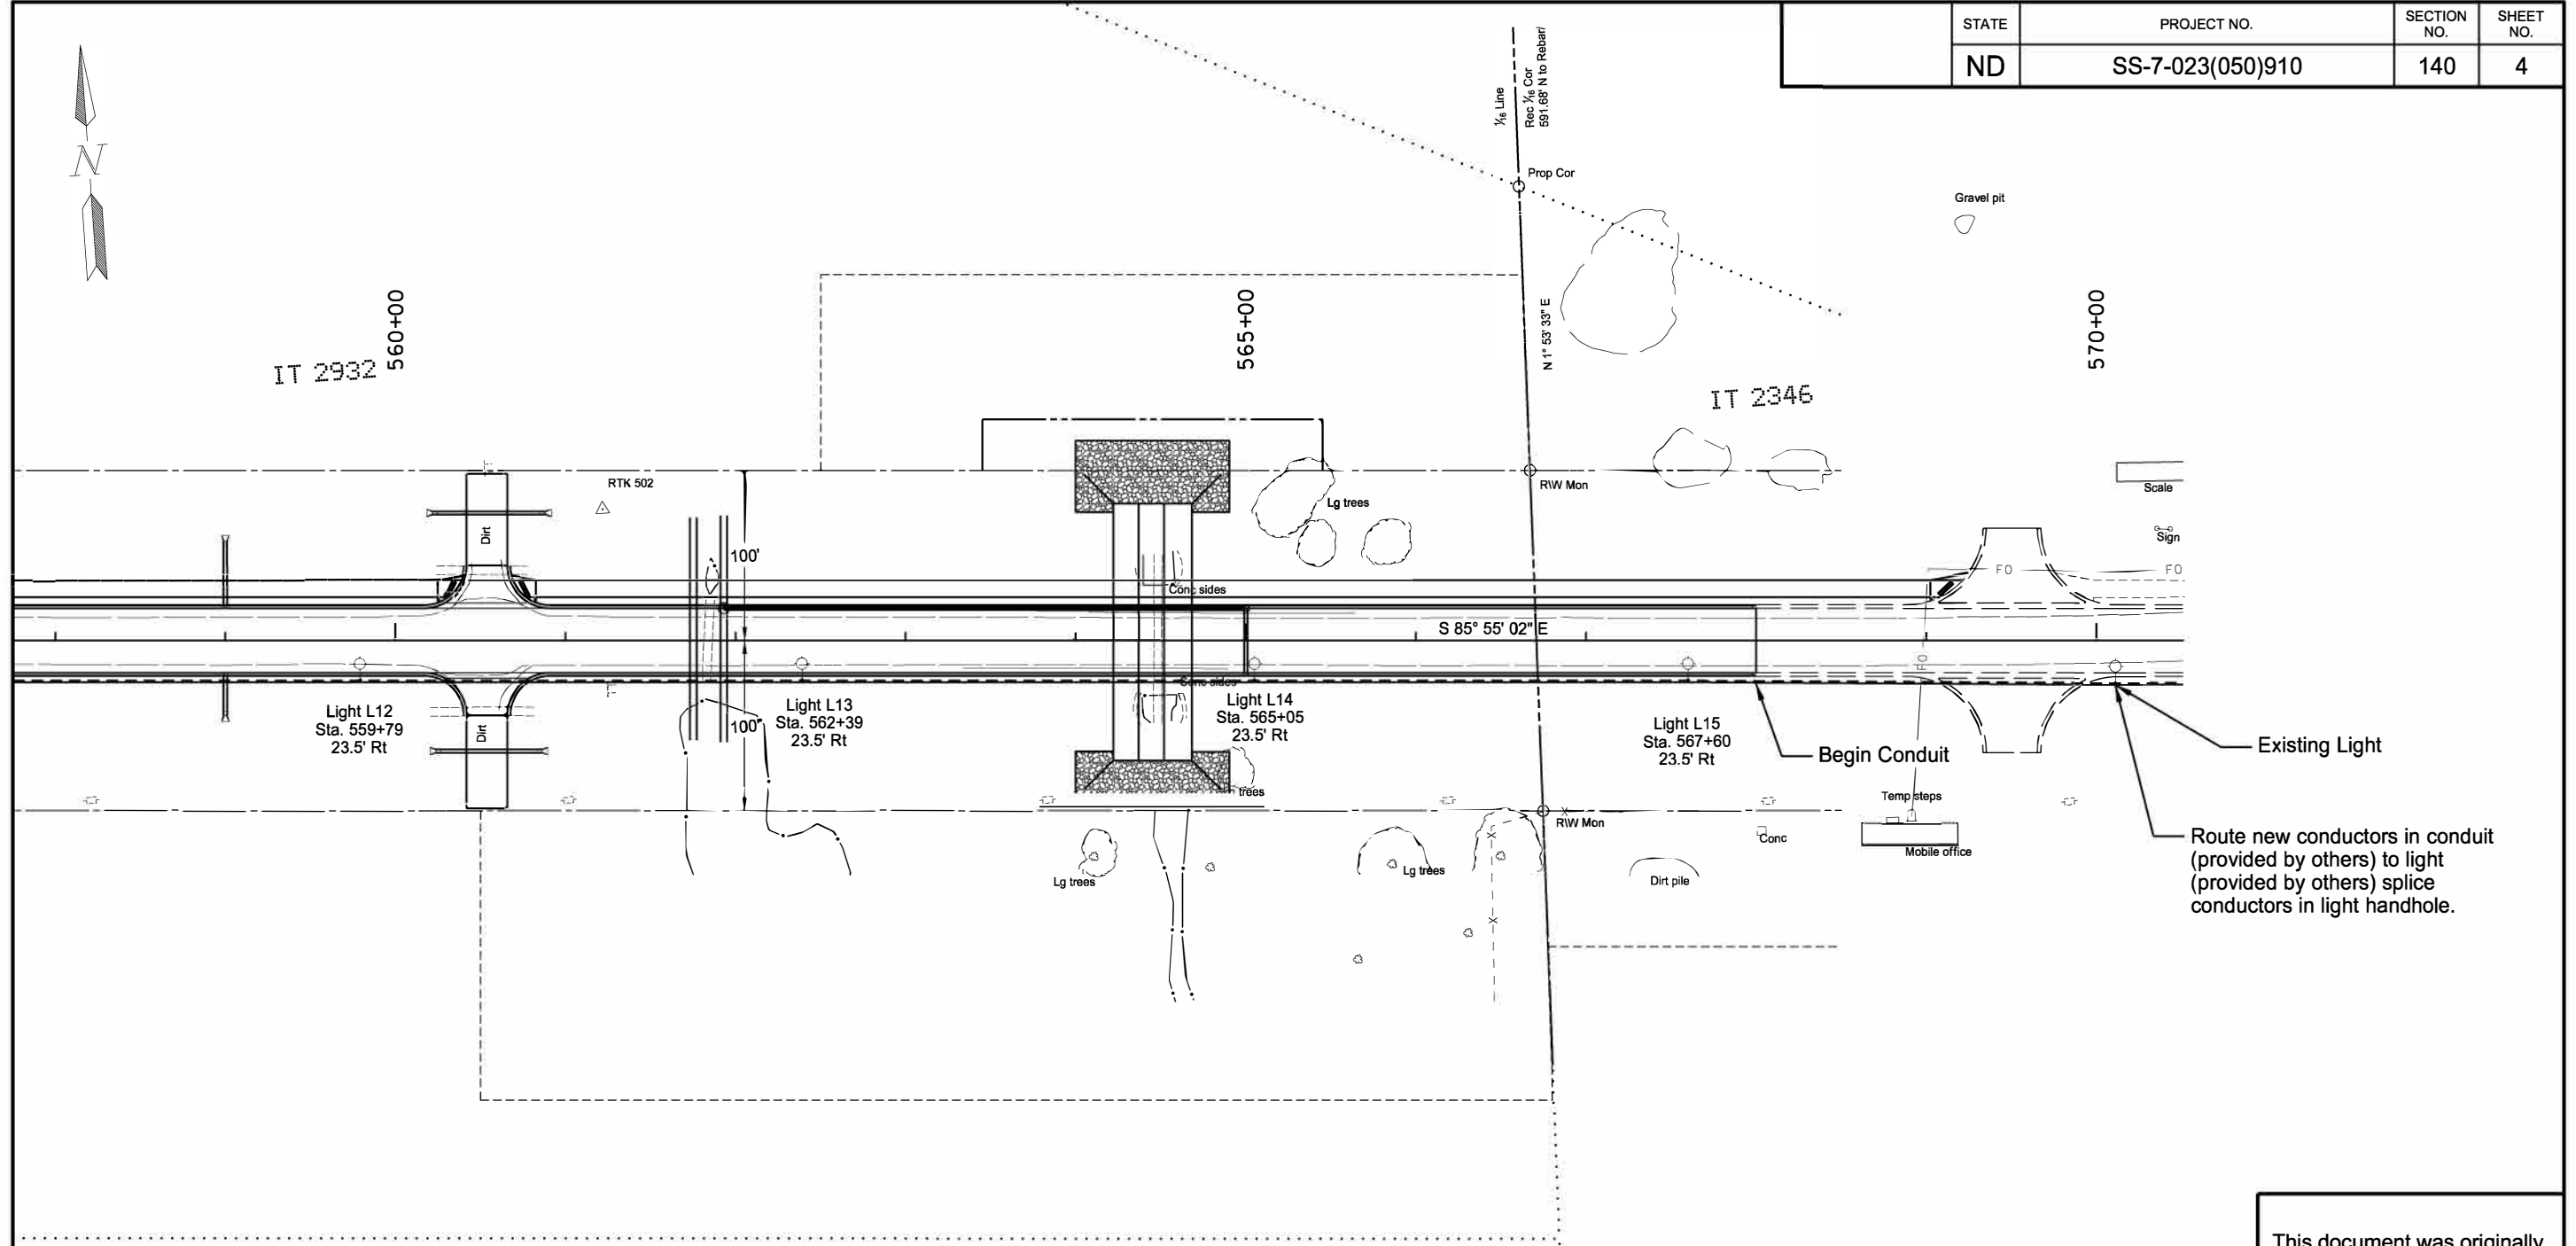 STATE
PROJECT NO.
SECTION
NO.
SHEET
NO.
ND
SS-7-023(050)910
140
4
N
1/16 Line
Rec 1/16 Cor
591.68' N to Rebar/
Prop Cor
Gravel pit
N 1° 53' 33" E
560+00
565+00
570+00
IT 2932
IT 2346
RTK 502
Lg trees
R\W Mon
Scale
Sign
Dirt
100'
Conc sides
FO
FO
S 85° 55' 02" E
FO
Conc sides
Light L12
Sta. 559+79
23.5' Rt
Dirt
100'
Light L13
Sta. 562+39
23.5' Rt
Light L14
Sta. 565+05
23.5' Rt
Light L15
Sta. 567+60
23.5' Rt
Begin Conduit
Existing Light
trees
Temp steps
R\W Mon
Conc
Mobile office
Lg trees
Lg trees
Dirt pile
Route new conductors in conduit
(provided by others) to light
(provided by others) splice
conductors in light handhole.
This document was originally